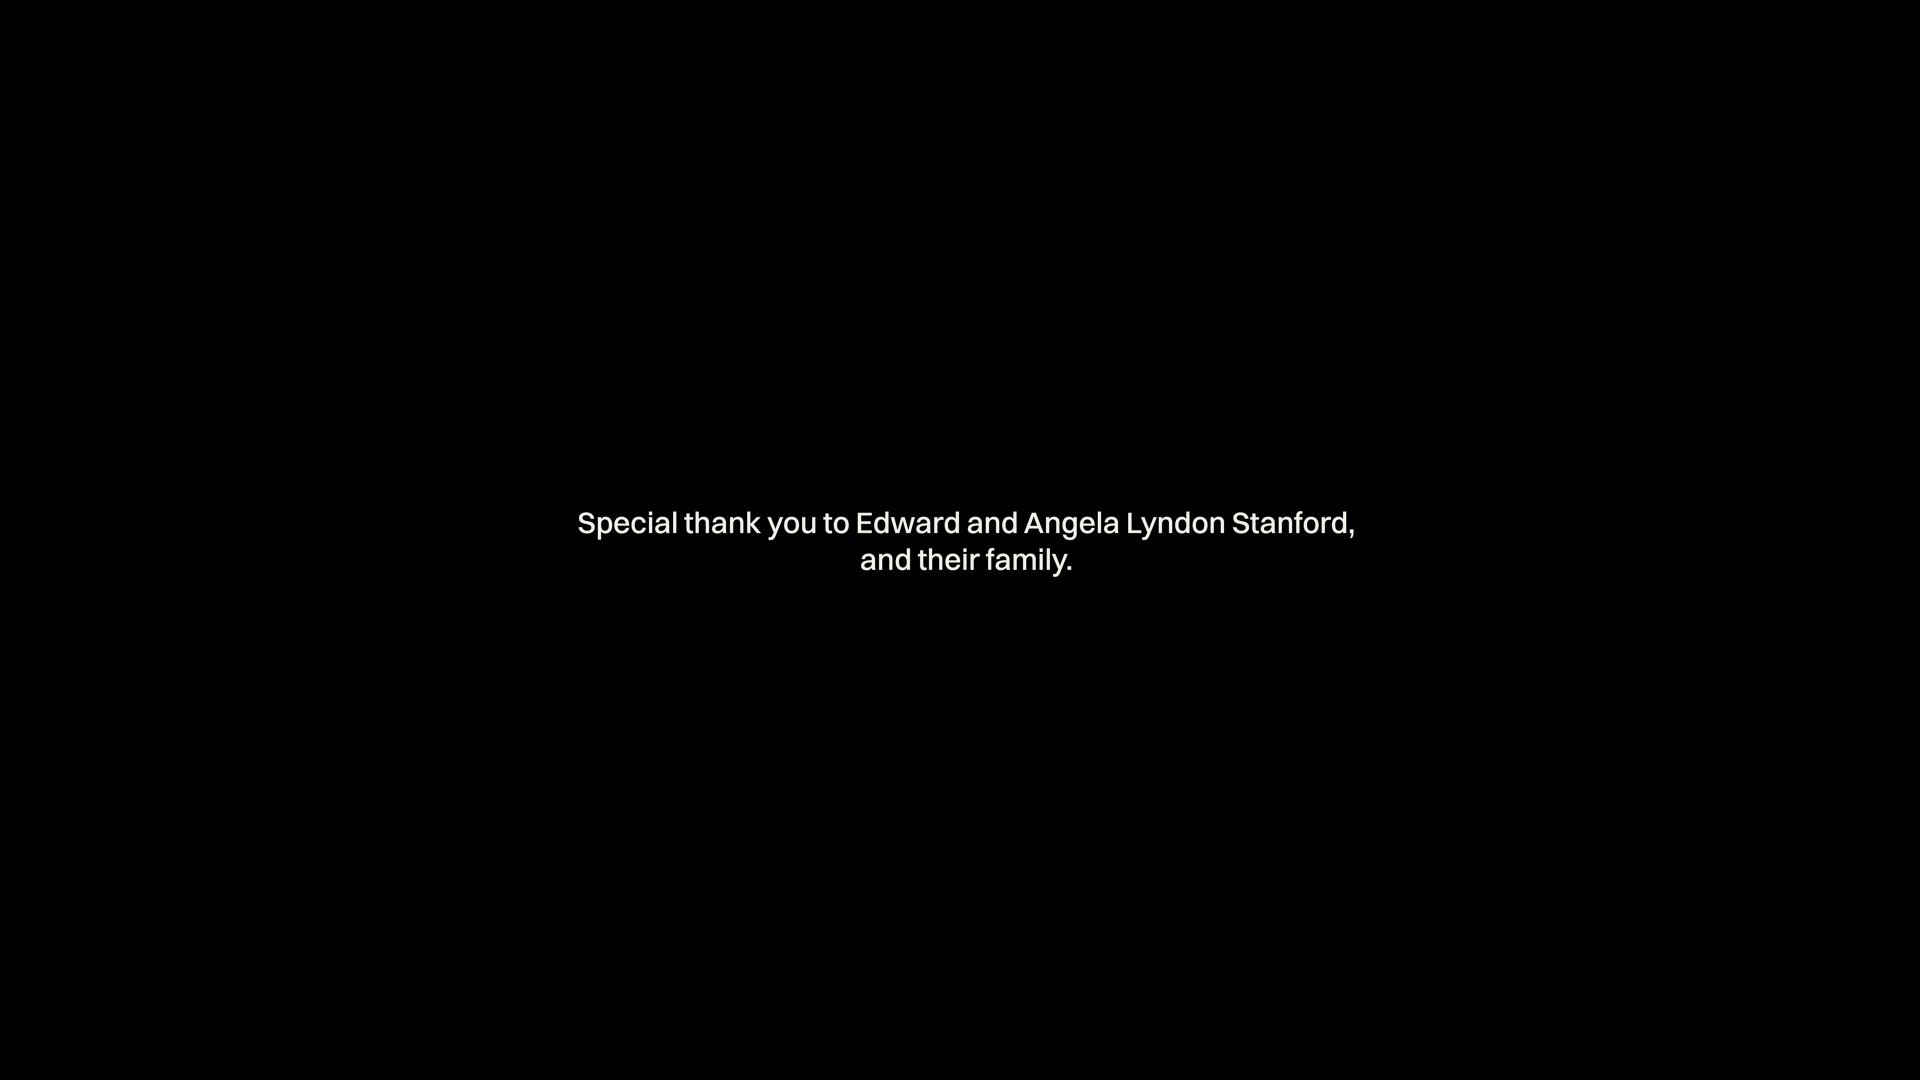 Special thank you to Edward and Angela Lyndon Stanford,
and their family.